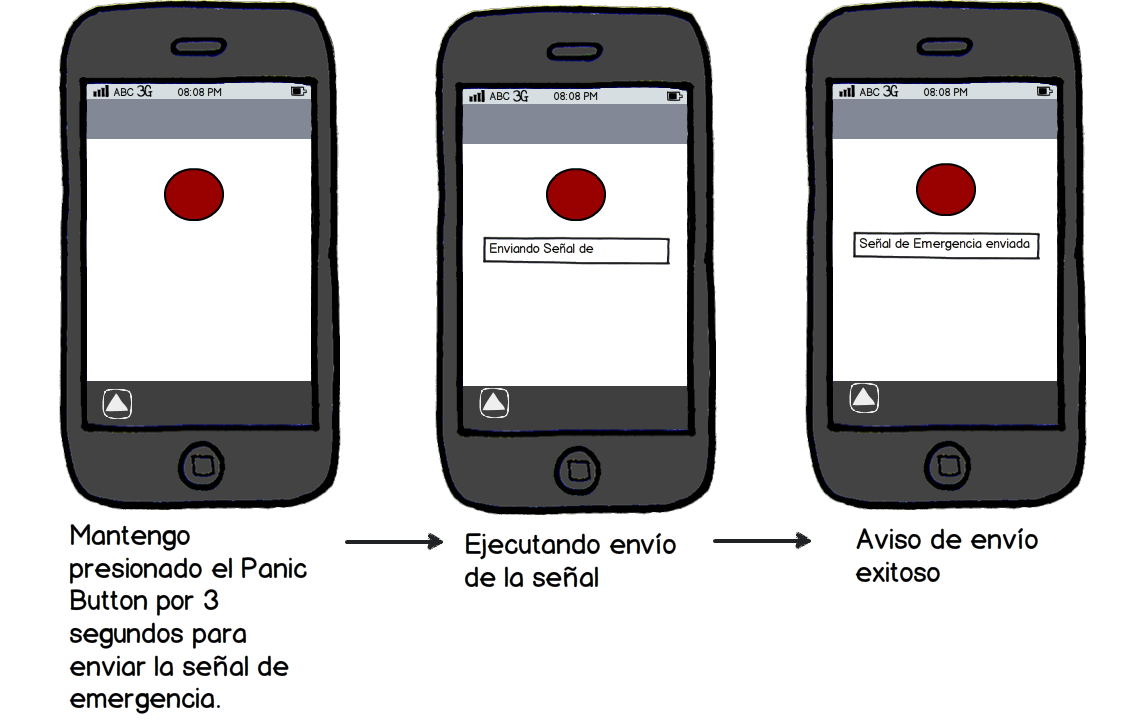 ABC 3G 08:08 PM
ABC 3G 08:08 PM
ABC 3G 08:08 PM
Enviando Señal de
Señal de Emergencia enviada
Mantengo
presionado el Panic
Button por 3
segundos para
enviar la señal de
emergencia.
Ejecutando envío
de la señal
Aviso de envío
exitoso